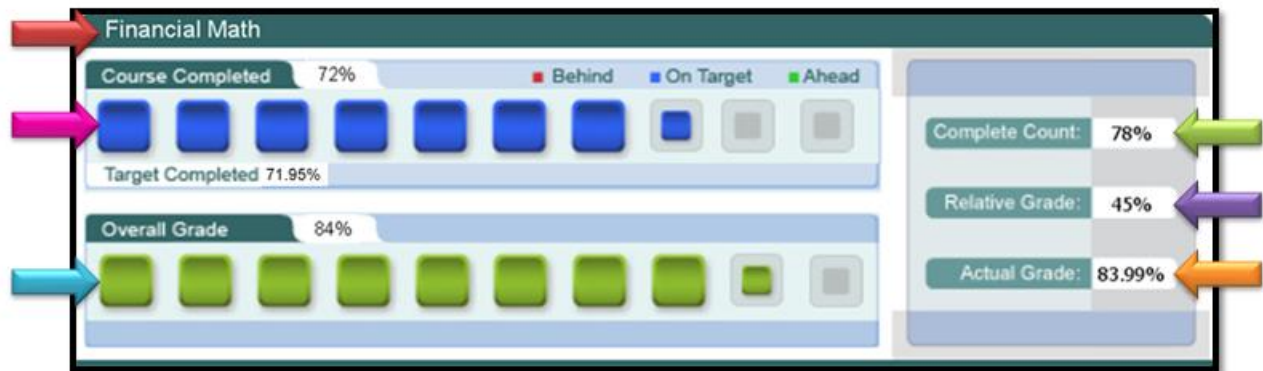 Financial Math
Course Completed 72% Behind On Target Ahead
Target Completed 71.95%
Overall Grade 84%
Complete Count: 78%
Relative Grade: 45%
Actual Grade: 83.99%